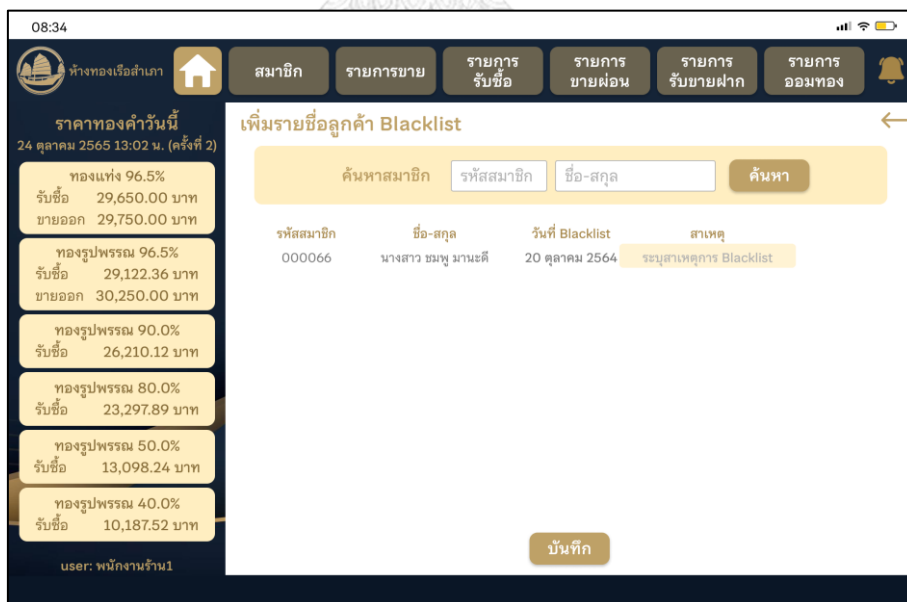 08:34
ห้างทองเรือสำเภา
สมาชิก
รายการขาย
รายการ
รับซื้อ
รายการ
ขายผ่อน
รายการ
รับขายฝาก
รายการ
ออมทอง
ราคาทองคำวันนี้
24 ตุลาคม 2565 13:02 น. (ครั้งที่ 2)
ทองแท่ง 96.5%
รับซื้อ 29,650.00 บาท
ขายออก 29,750.00 บาท
ทองรูปพรรณ 96.5%
รับซื้อ 29,122.36 บาท
ขายออก 30,250.00 บาท
ทองรูปพรรณ 90.0%
รับซื้อ 26,210.12 บาท
ทองรูปพรรณ 80.0%
รับซื้อ 23,297.89 บาท
ทองรูปพรรณ 50.0%
รับซื้อ 13,098.24 บาท
ทองรูปพรรณ 40.0%
รับซื้อ 10,187.52 บาท
user: พนักงานร้าน1
เพิ่มรายชื่อลูกค้า Blacklist
ค้นหาสมาชิก รหัสสมาชิก ชื่อ-สกุล ค้นหา
รหัสสมาชิก ชื่อ-สกุล วันที่ Blacklist สาเหตุ
000066 นางสาว ชมพู มานะดี 20 ตุลาคม 2564 ระบุสาเหตุการ Blacklist
บันทึก